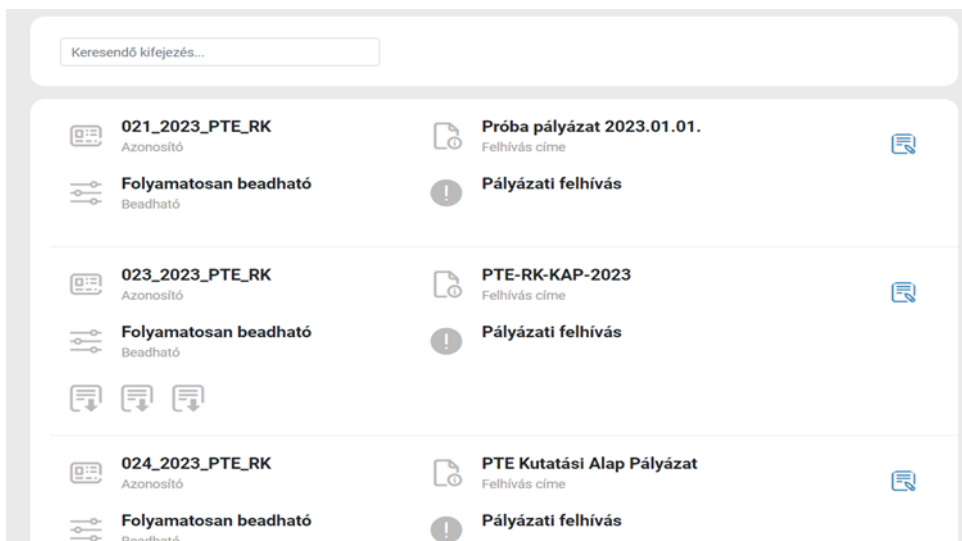 Keresendő kifejezés...
021_2023_PTE_RK
Azonosító
Próba pályázat 2023.01.01.
Felhívás címe
Folyamatosan beadható
Beadható
Pályázati felhívás
023_2023_PTE_RK
Azonosító
PTE-RK-KAP-2023
Felhívás címe
Folyamatosan beadható
Beadható
Pályázati felhívás
024_2023_PTE_RK
Azonosító
PTE Kutatási Alap Pályázat
Felhívás címe
Folyamatosan beadható
Beadható
Pályázati felhívás